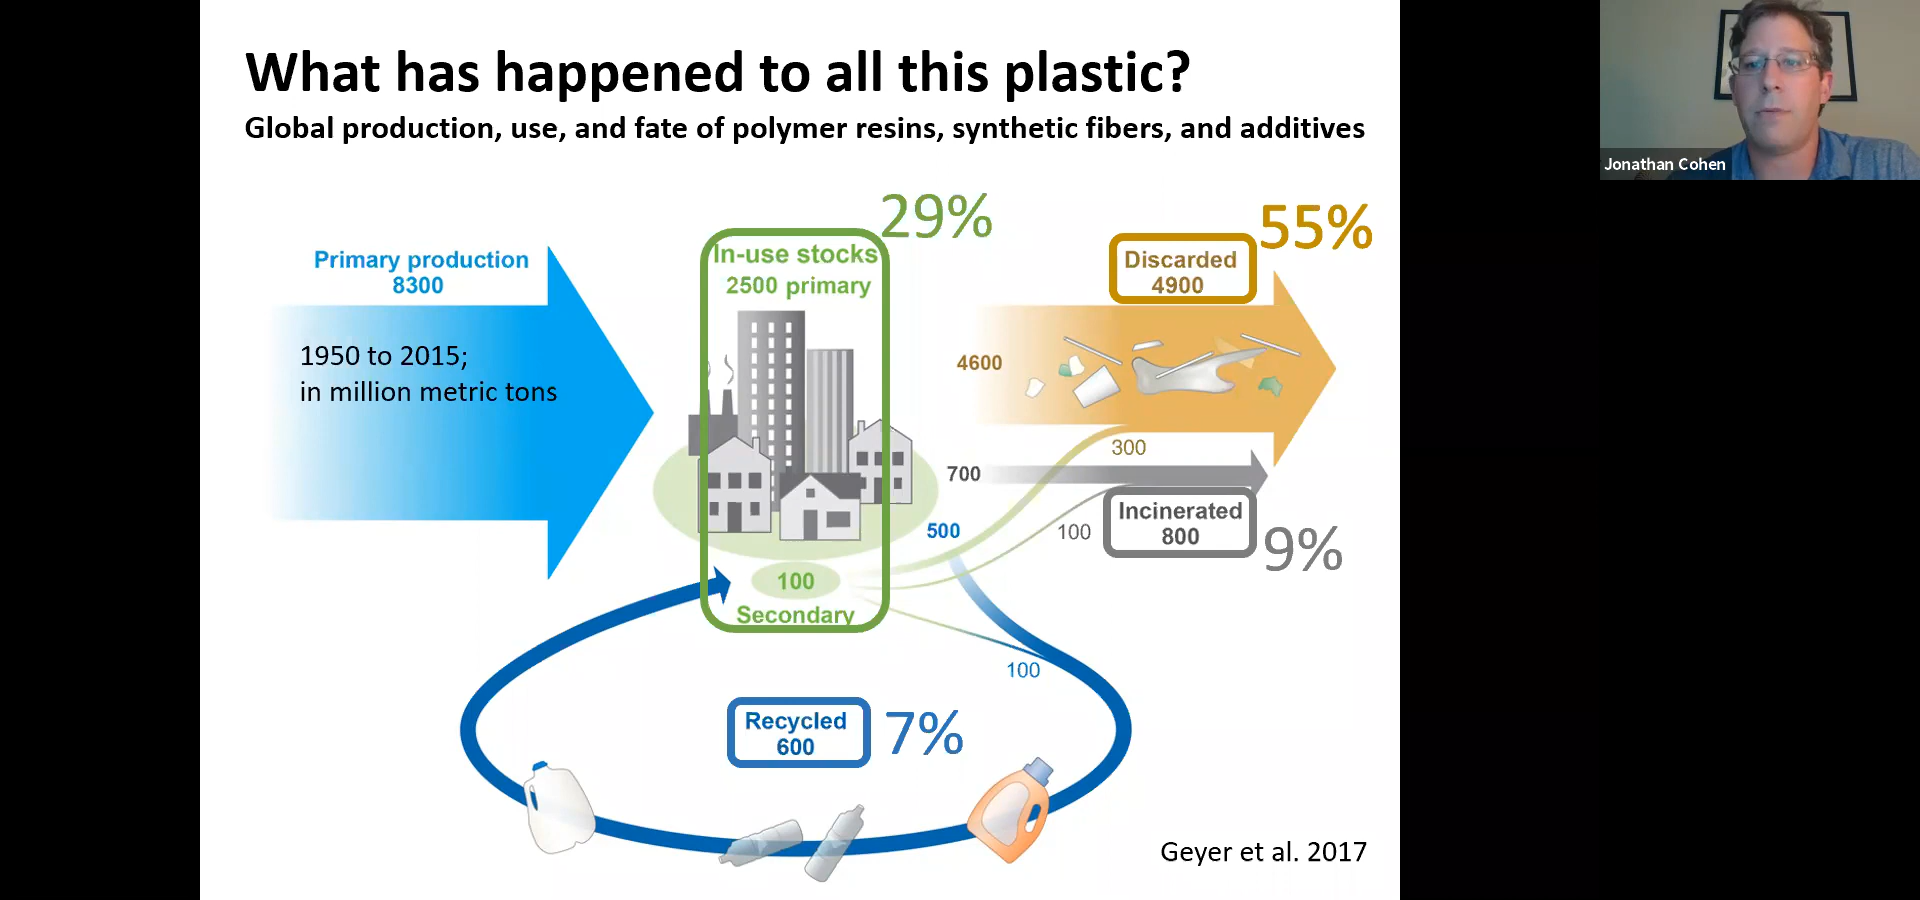 What has happened to all this plastic?
Global production, use, and fate of polymer resins, synthetic fibers, and additives
Jonathan Cohen
Primary production
8300
1950 to 2015;
in million metric tons
29%
In-use stocks
2500 primary
55%
Discarded
4900
4600
300
700
500
100
Incinerated
800
9%
100
Secondary
100
Recycled
600
7%
Geyer et al. 2017